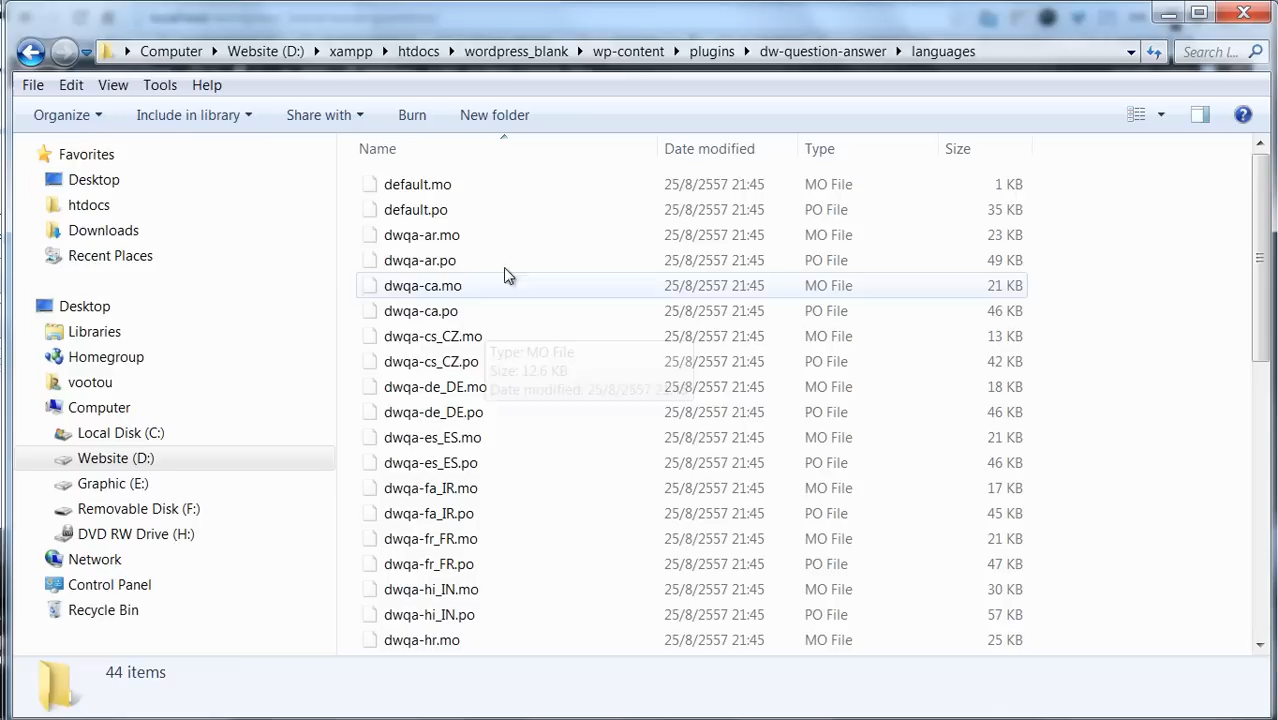 Computer Website (D:) xampp htdocs wordpress_blank wp-content plugins dw-question-answer languages Search l...
File Edit View Tools Help
Organize Include in library Share with Burn New folder
Favorites
Desktop
htdocs
Downloads
Recent Places
Desktop
Libraries
Homegroup
vootou
Computer
Local Disk (C:)
Website (D:)
Graphic (E:)
Removable Disk (F:)
DVD RW Drive (H:)
Network
Control Panel
Recycle Bin
Name Date modified Type Size
default.mo 25/8/2557 21:45 MO File 1 KB
default.po 25/8/2557 21:45 PO File 35 KB
dwqa-ar.mo 25/8/2557 21:45 MO File 23 KB
dwqa-ar.po 25/8/2557 21:45 PO File 49 KB
dwqa-ca.mo 25/8/2557 21:45 MO File 21 KB
dwqa-ca.po 25/8/2557 21:45 PO File 46 KB
dwqa-cs_CZ.mo 25/8/2557 21:45 MO File 13 KB
dwqa-cs_CZ.po 25/8/2557 21:45 PO File 42 KB
dwqa-de_DE.mo 25/8/2557 21:45 MO File 18 KB
dwqa-de_DE.po 25/8/2557 21:45 PO File 46 KB
dwqa-es_ES.mo 25/8/2557 21:45 MO File 21 KB
dwqa-es_ES.po 25/8/2557 21:45 PO File 46 KB
dwqa-fa_IR.mo 25/8/2557 21:45 MO File 17 KB
dwqa-fa_IR.po 25/8/2557 21:45 PO File 45 KB
dwqa-fr_FR.mo 25/8/2557 21:45 MO File 21 KB
dwqa-fr_FR.po 25/8/2557 21:45 PO File 47 KB
dwqa-hi_IN.mo 25/8/2557 21:45 MO File 30 KB
dwqa-hi_IN.po 25/8/2557 21:45 PO File 57 KB
dwqa-hr.mo 25/8/2557 21:45 MO File 25 KB
Type: MO File
Size: 12.6 KB
Date modified: 25/8/2557
44 items